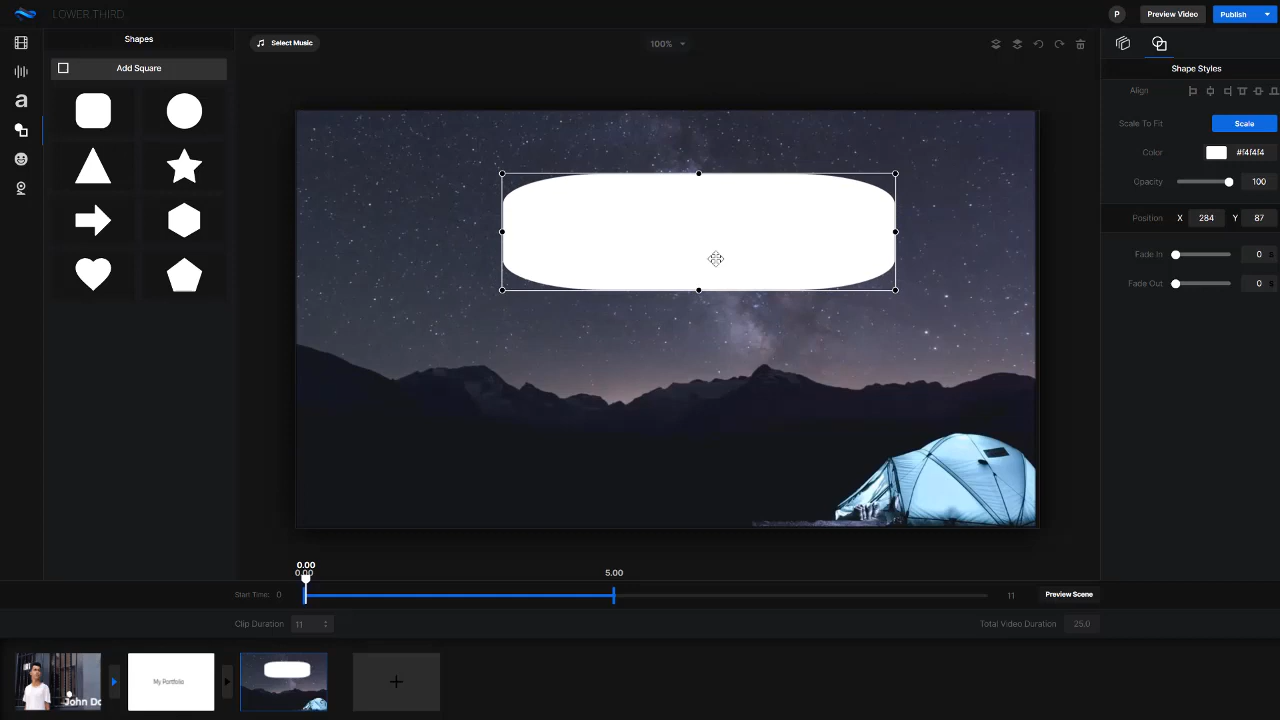 LOWER THIRD
P
Preview Video
Publish
Shapes
Select Music
100%
Add Square
Shape Styles
Align
Scale To Fit
Scale
Color
#f4f4f4
Opacity
100
Position
X
284
Y
87
Fade In
0
s
Fade Out
0
s
0.00
0.00
5.00
Start Time:
0
11
Preview Scene
Clip Duration
11
Total Video Duration
25.0
John Do
My Portfolio